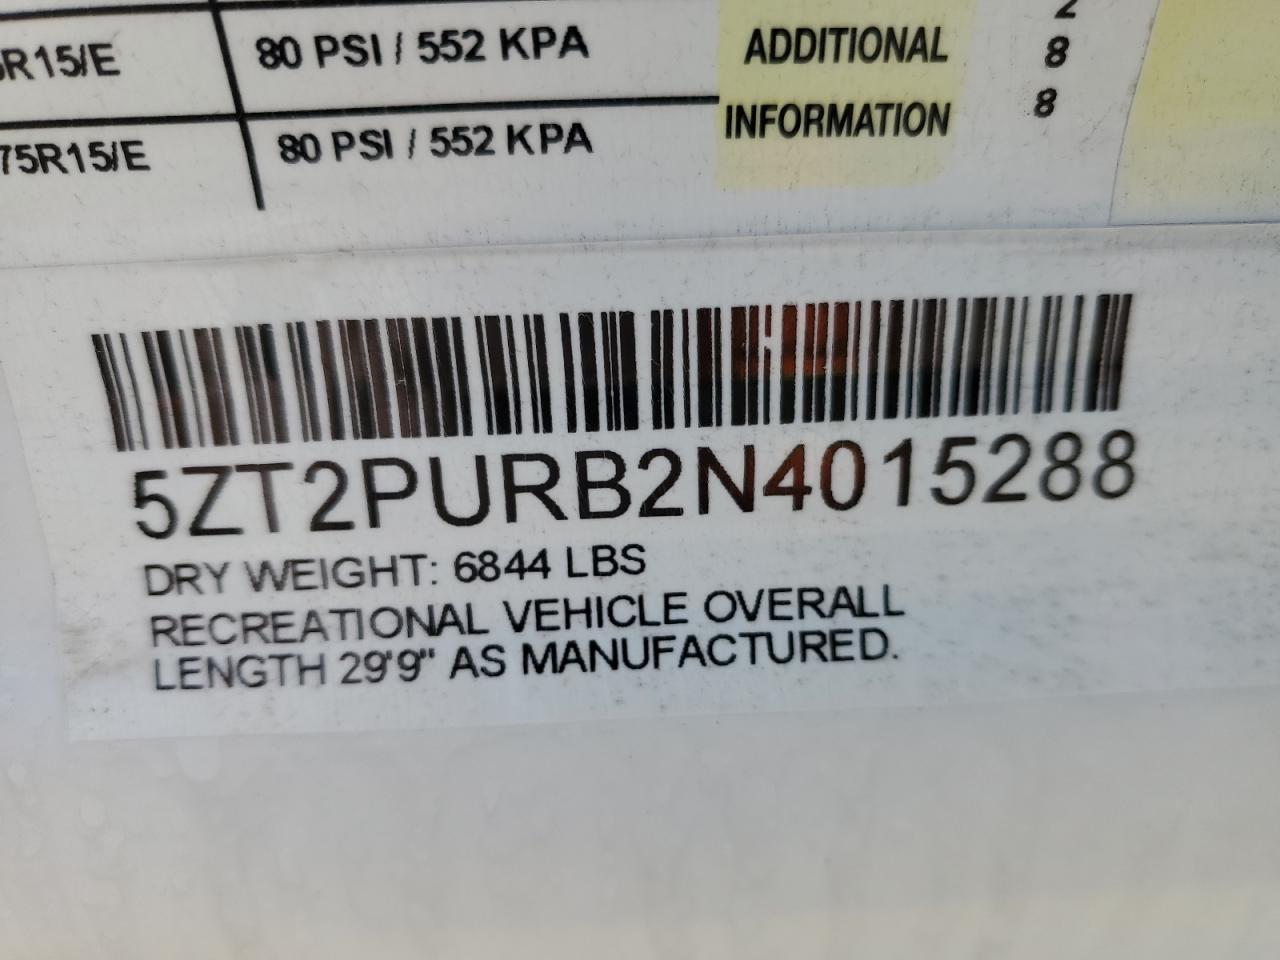 R15/E 80 PSI / 552 KPA ADDITIONAL
75R15/E 80 PSI / 552 KPA INFORMATION
2
8
8
5ZT2PURB2N4015288
DRY WEIGHT: 6844 LBS
RECREATIONAL VEHICLE OVERALL
LENGTH 29'9" AS MANUFACTURED.